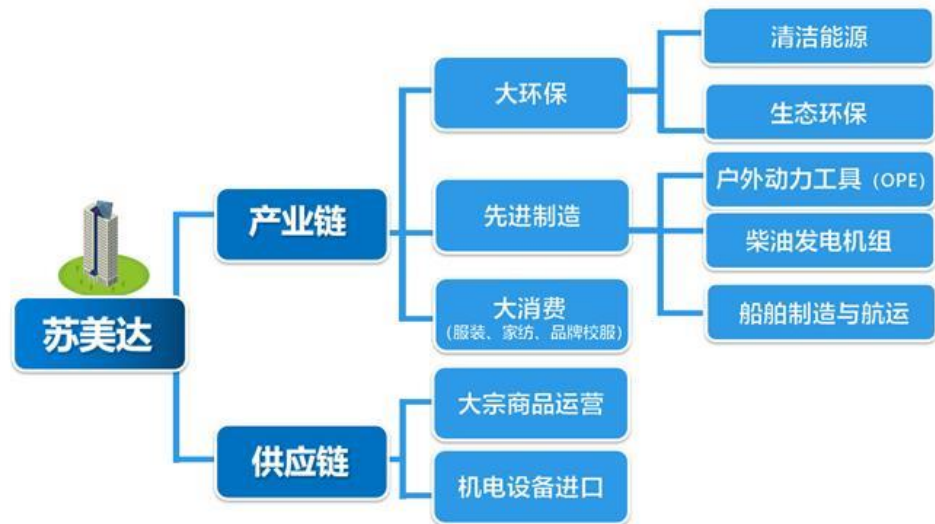 苏美达
产业链
大环保
清洁能源
生态环保
先进制造
户外动力工具（OPE）
柴油发电机组
船舶制造与航运
大消费
（服装、家纺、品牌校服）
供应链
大宗商品运营
机电设备进口